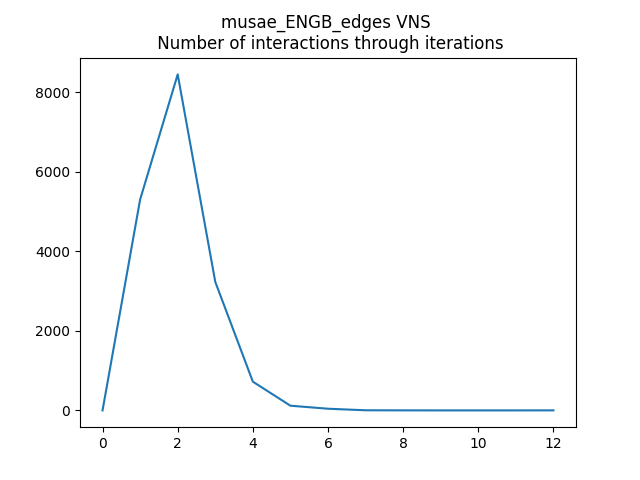 musae_ENGB_edges VNS
Number of interactions through iterations
8000
6000
4000
2000
0
0 2 4 6 8 10 12